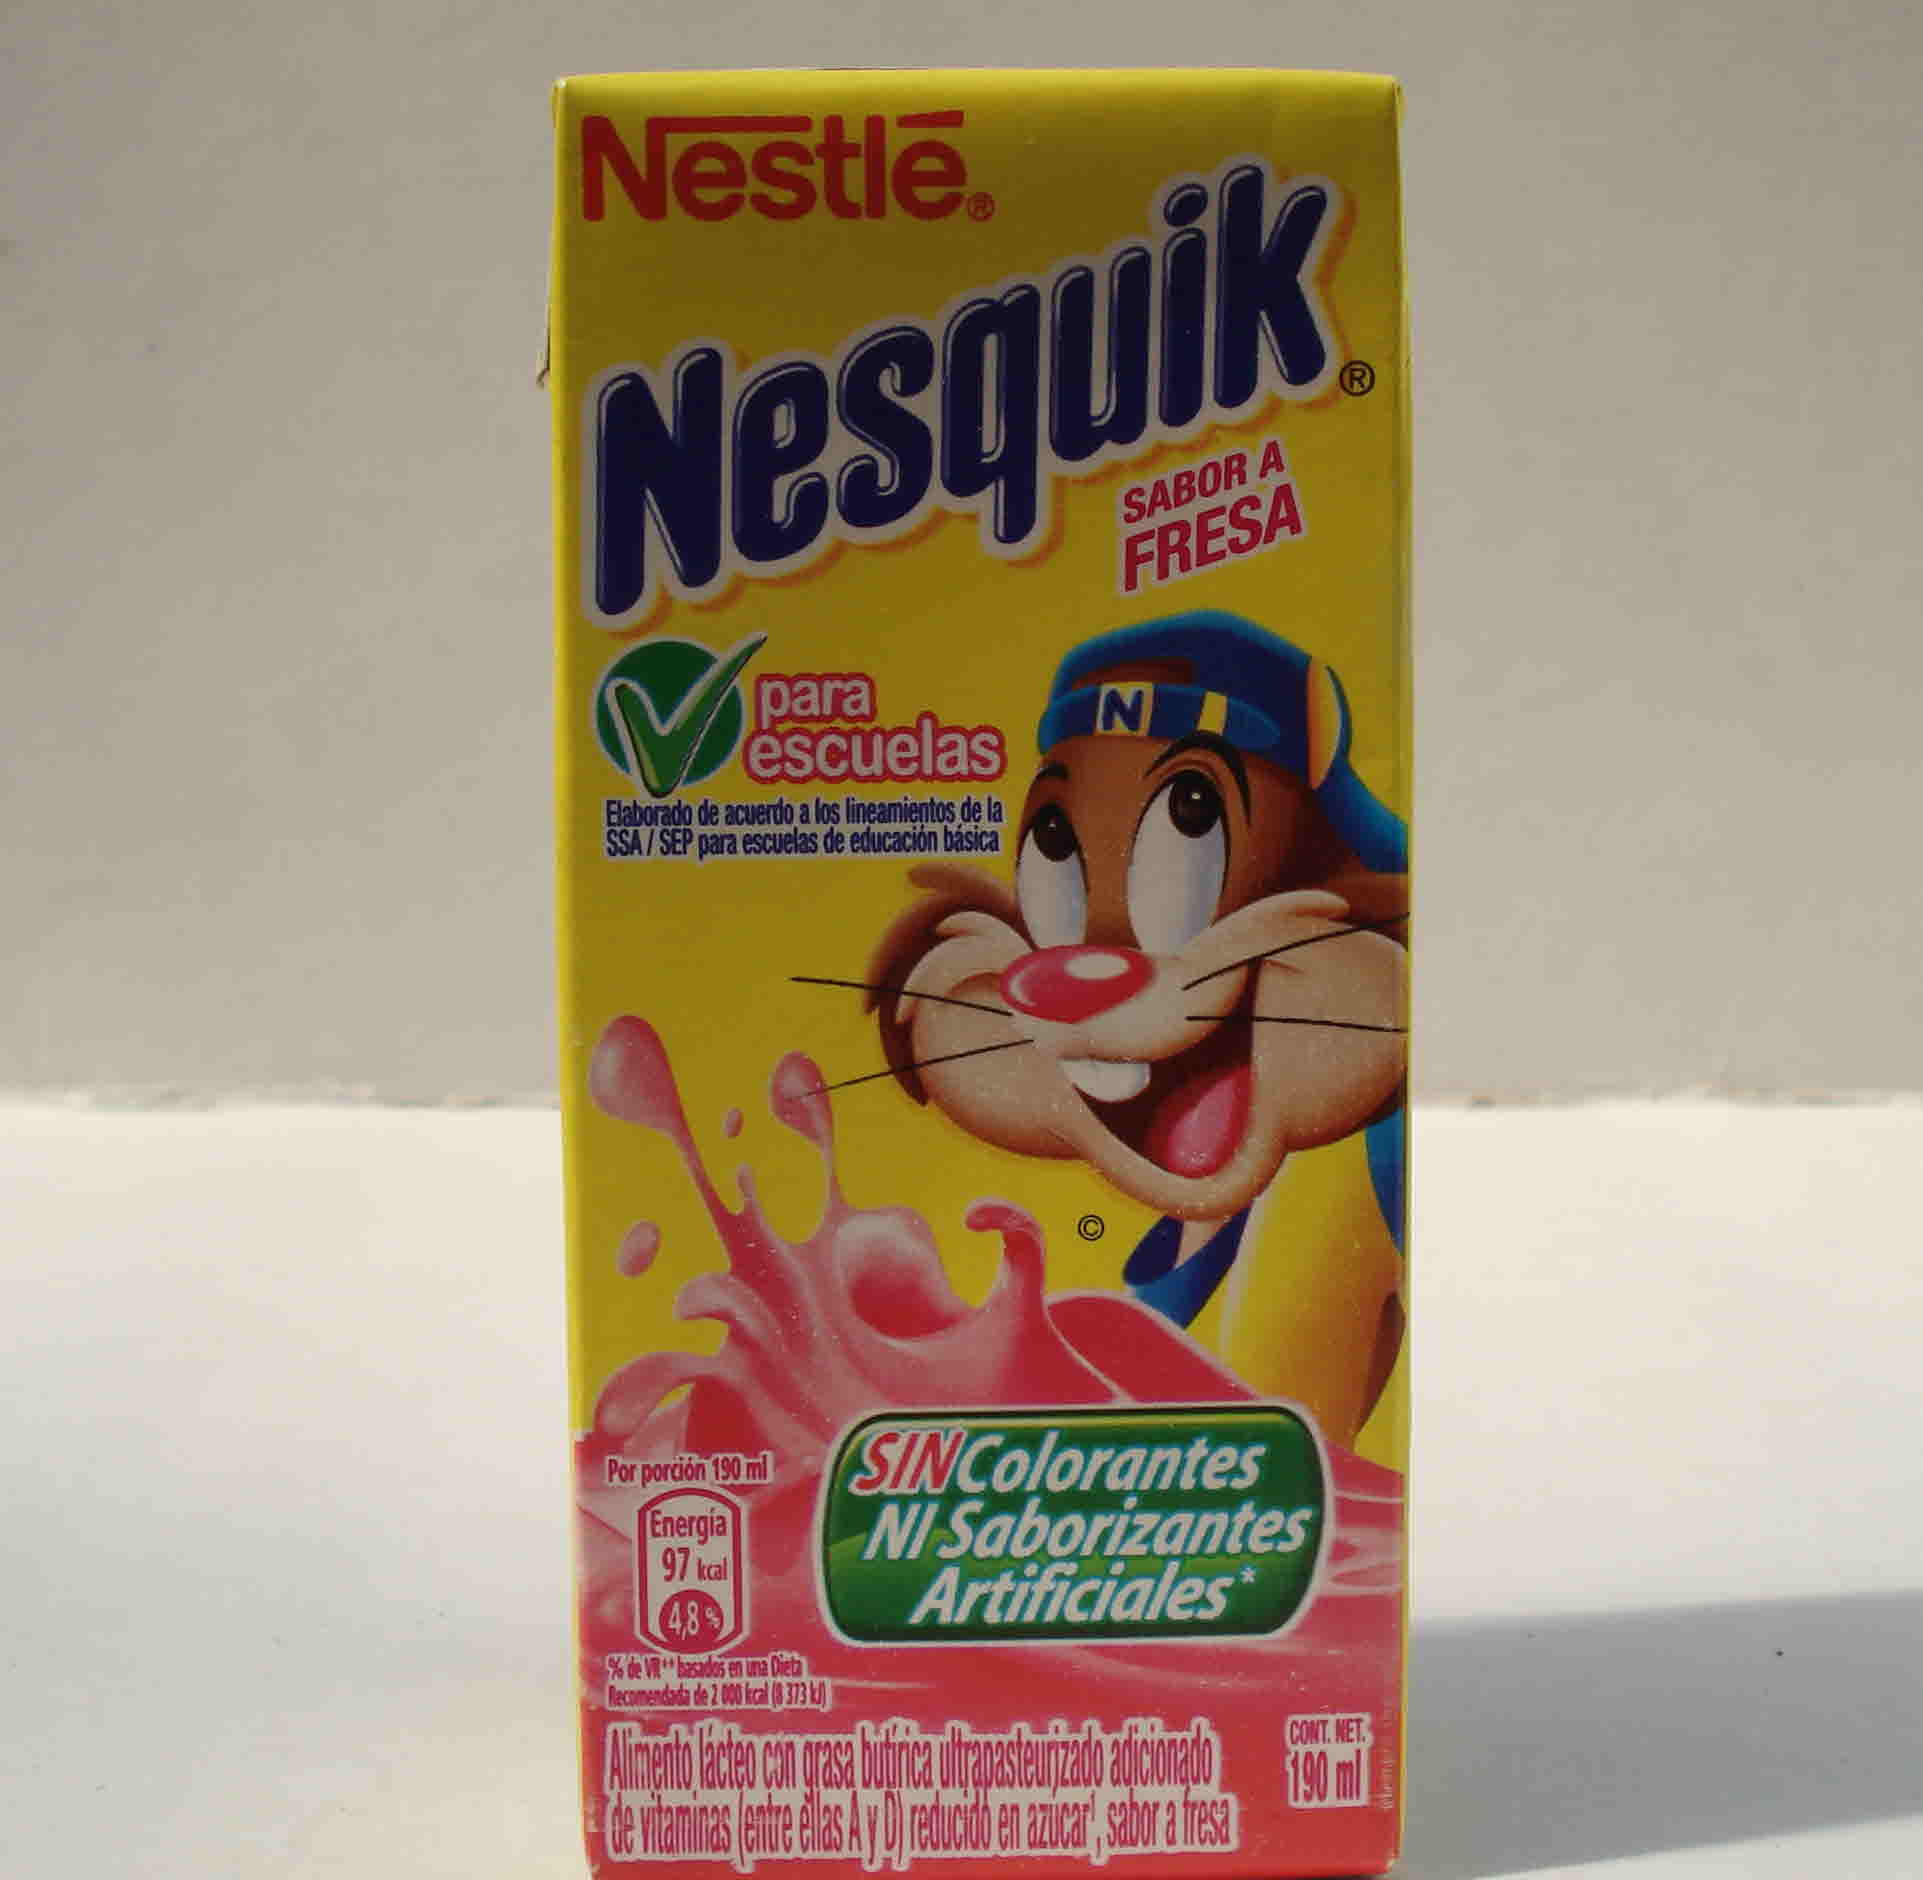 Nestlé®
Nesquik®
SABOR A
FRESA
N
para
escuelas
Elaborado de acuerdo a los lineamientos de la
SSA / SEP para escuelas de educación básica
©
SIN Colorantes
NI Saborizantes
Artificiales*
Por porción 190 ml
Energía
97 kcal
4,8 %
% de VR** basados en una Dieta
Recomendada de 2 000 kcal (8 373 kJ)
Alimento lácteo con grasa butírica ultrapasteurizado adicionado
de vitaminas (entre ellas A y D) reducido en azúcar¹, sabor a fresa
CONT. NET.
190 ml